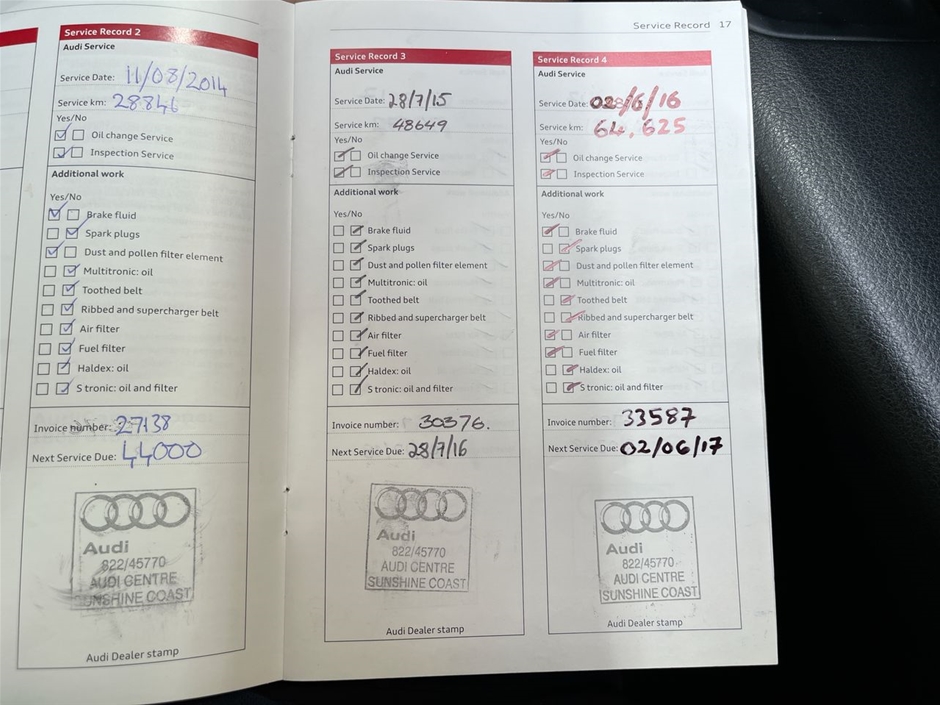 Service Record 17
Service Record 2
Audi Service
Service Date: 11/08/2014
Service km: 28846
Yes/No
Oil change Service
Inspection Service
Additional work
Yes/No
Brake fluid
Spark plugs
Dust and pollen filter element
Multitronic: oil
Toothed belt
Ribbed and supercharger belt
Air filter
Fuel filter
Haldex: oil
S tronic: oil and filter
Invoice number: 27138
Next Service Due: 44000
Audi
822/45770
AUDI CENTRE
SUNSHINE COAST
Audi Dealer stamp
Service Record 3
Audi Service
Service Date: 28/7/15
Service km: 48649
Yes/No
Oil change Service
Inspection Service
Additional work
Yes/No
Brake fluid
Spark plugs
Dust and pollen filter element
Multitronic: oil
Toothed belt
Ribbed and supercharger belt
Air filter
Fuel filter
Haldex: oil
S tronic: oil and filter
Invoice number: 30376.
Next Service Due: 28/7/16
Audi
822/45770
AUDI CENTRE
SUNSHINE COAST
Audi Dealer stamp
Service Record 4
Audi Service
Service Date: 02/6/16
Service km: 64,625
Yes/No
Oil change Service
Inspection Service
Additional work
Yes/No
Brake fluid
Spark plugs
Dust and pollen filter element
Multitronic: oil
Toothed belt
Ribbed and supercharger belt
Air filter
Fuel filter
Haldex: oil
S tronic: oil and filter
Invoice number: 33587
Next Service Due: 02/06/17
Audi
822/45770
AUDI CENTRE
SUNSHINE COAST
Audi Dealer stamp